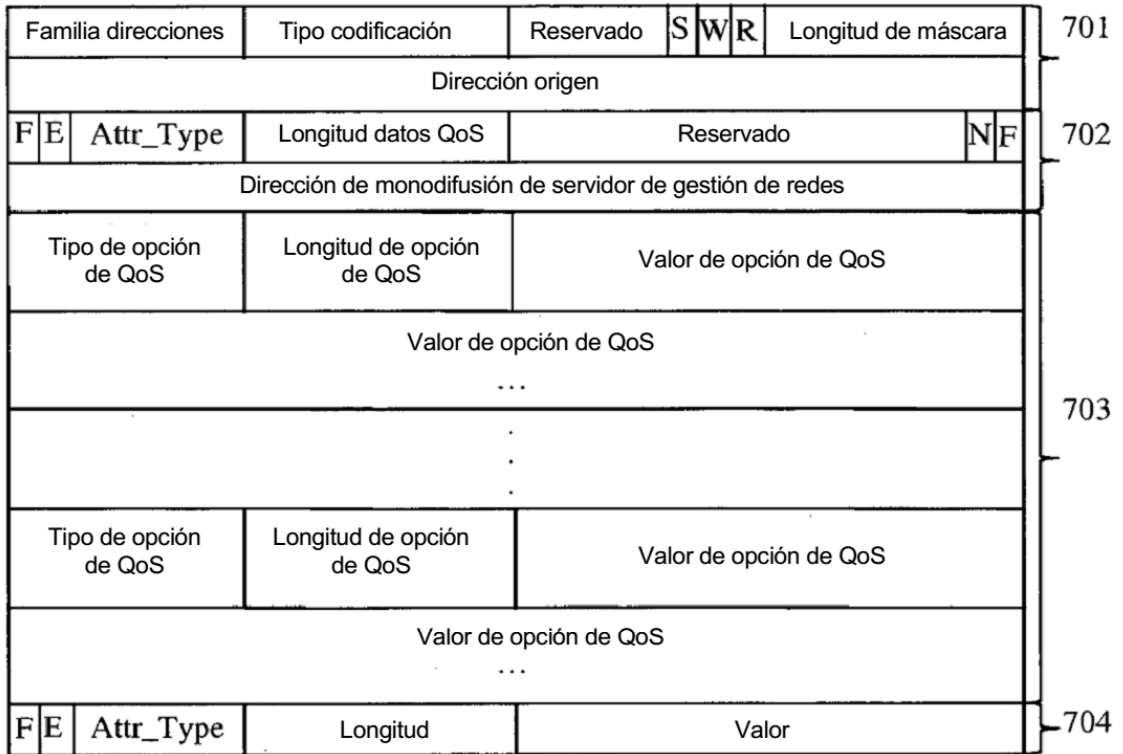 Familia direcciones Tipo codificación Reservado S W R Longitud de máscara 701
Dirección origen
F E Attr_Type Longitud datos QoS Reservado N F 702
Dirección de monodifusión de servidor de gestión de redes
Tipo de opción de QoS Longitud de opción de QoS Valor de opción de QoS
Valor de opción de QoS
...
703
.
.
.
Tipo de opción de QoS Longitud de opción de QoS Valor de opción de QoS
Valor de opción de QoS
...
F E Attr_Type Longitud Valor 704